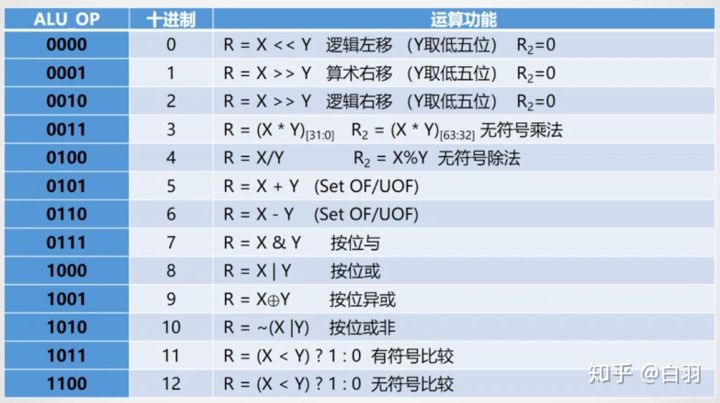 ALU_OP 十进制 运算功能
0000 0 R = X << Y 逻辑左移 (Y取低五位) R₂=0
0001 1 R = X >> Y 算术右移 (Y取低五位) R₂=0
0010 2 R = X >> Y 逻辑右移 (Y取低五位) R₂=0
0011 3 R = (X * Y)[31:0] R₂ = (X * Y)[63:32] 无符号乘法
0100 4 R = X/Y R₂ = X%Y 无符号除法
0101 5 R = X + Y (Set OF/UOF)
0110 6 R = X - Y (Set OF/UOF)
0111 7 R = X & Y 按位与
1000 8 R = X | Y 按位或
1001 9 R = X⊕Y 按位异或
1010 10 R = ~(X |Y) 按位或非
1011 11 R = (X < Y) ? 1 : 0 有符号比较
1100 12 R = (X < Y) ? 1 : 0 无符号比较
知乎 @白羽